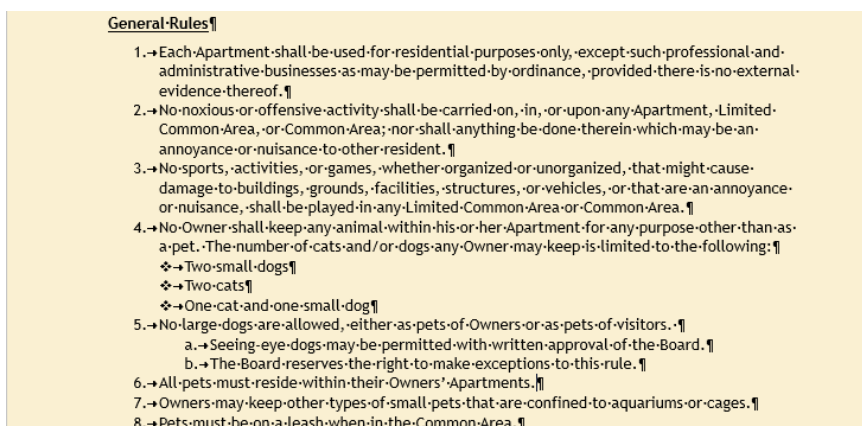 General Rules¶
1.→Each·Apartment·shall·be·used·for·residential·purposes·only,·except·such·professional·and·
administrative·businesses·as·may·be·permitted·by·ordinance,·provided·there·is·no·external·
evidence·thereof.¶
2.→No·noxious·or·offensive·activity·shall·be·carried·on,·in,·or·upon·any·Apartment,·Limited·
Common·Area,·or·Common·Area;·nor·shall·anything·be·done·therein·which·may·be·an·
annoyance·or·nuisance·to·other·resident.¶
3.→No·sports,·activities,·or·games,·whether·organized·or·unorganized,·that·might·cause·
damage·to·buildings,·grounds,·facilities,·structures,·or·vehicles,·or·that·are·an·annoyance·
or·nuisance,·shall·be·played·in·any·Limited·Common·Area·or·Common·Area.¶
4.→No·Owner·shall·keep·any·animal·within·his·or·her·Apartment·for·any·purpose·other·than·as·
a·pet.·The·number·of·cats·and/or·dogs·any·Owner·may·keep·is·limited·to·the·following:¶
❖→Two·small·dogs¶
❖→Two·cats¶
❖→One·cat·and·one·small·dog¶
5.→No·large·dogs·are·allowed,·either·as·pets·of·Owners·or·as·pets·of·visitors.·¶
a.→Seeing-eye·dogs·may·be·permitted·with·written·approval·of·the·Board.¶
b.→The·Board·reserves·the·right·to·make·exceptions·to·this·rule.¶
6.→All·pets·must·reside·within·their·Owners’·Apartments.¶
7.→Owners·may·keep·other·types·of·small·pets·that·are·confined·to·aquariums·or·cages.¶
8.→Pets·must·be·on·a·leash·when·in·the·Common·Area.¶